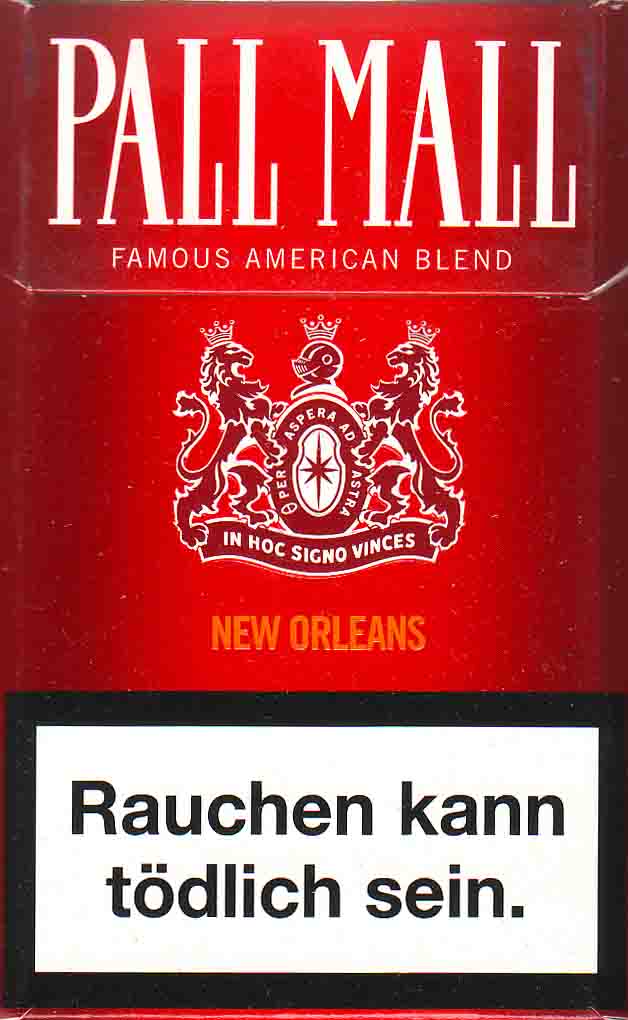 PALL MALL
FAMOUS AMERICAN BLEND
PER ASPERA AD ASTRA
IN HOC SIGNO VINCES
NEW ORLEANS
Rauchen kann
tödlich sein.